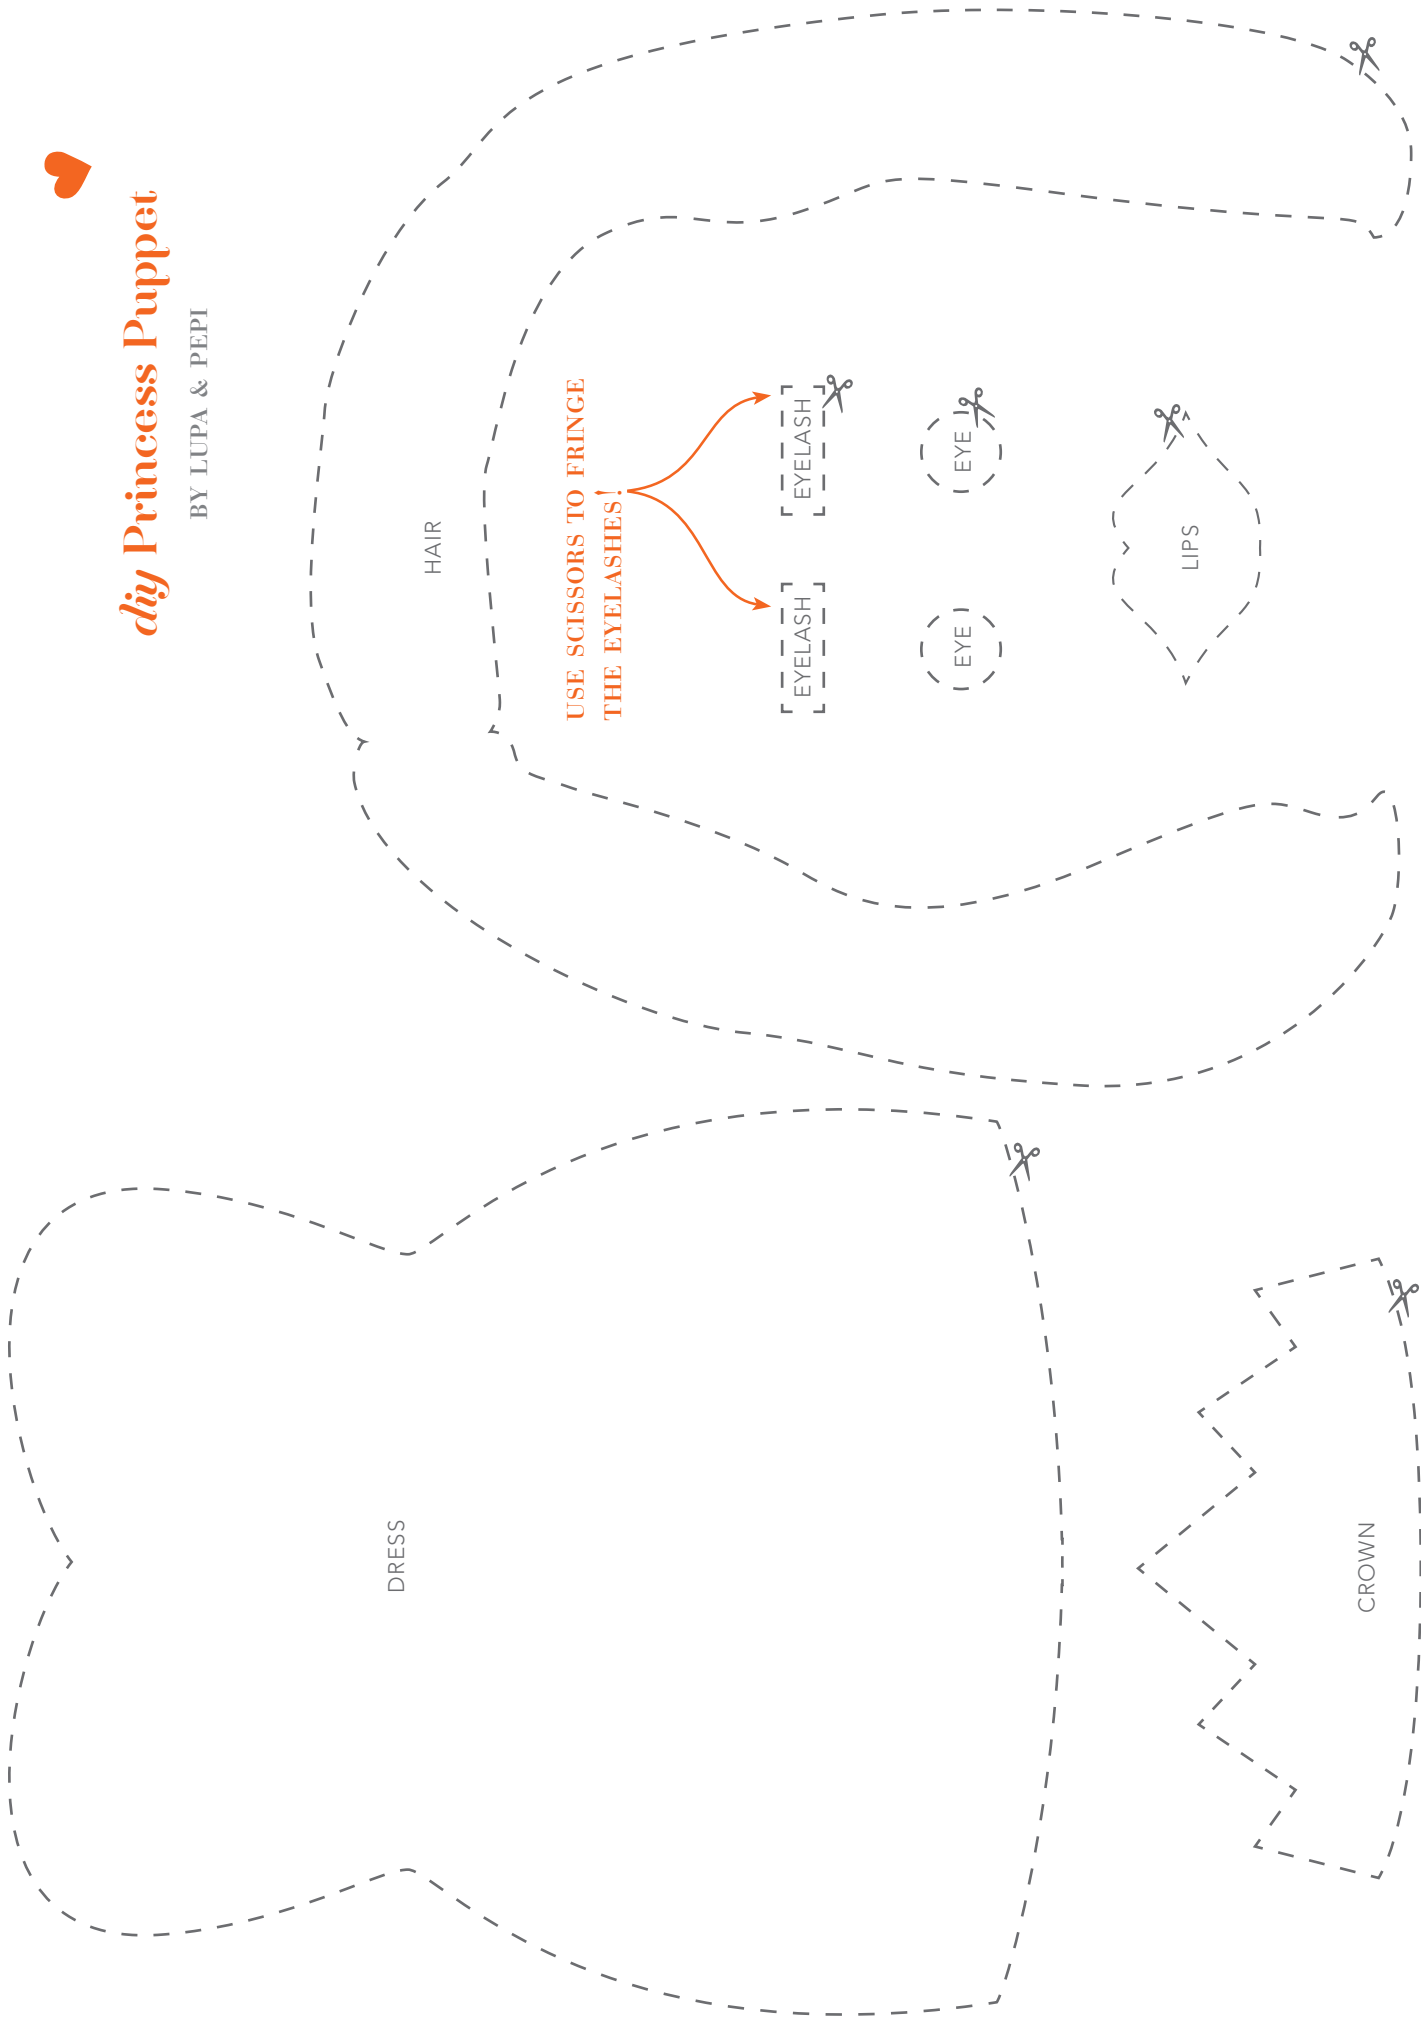 diy Princess Puppet
BY LUPA & PEPI
HAIR
USE SCISSORS TO FRINGE
THE EYELASHES!
EYELASH
EYELASH
EYE
EYE
LIPS
DRESS
CROWN